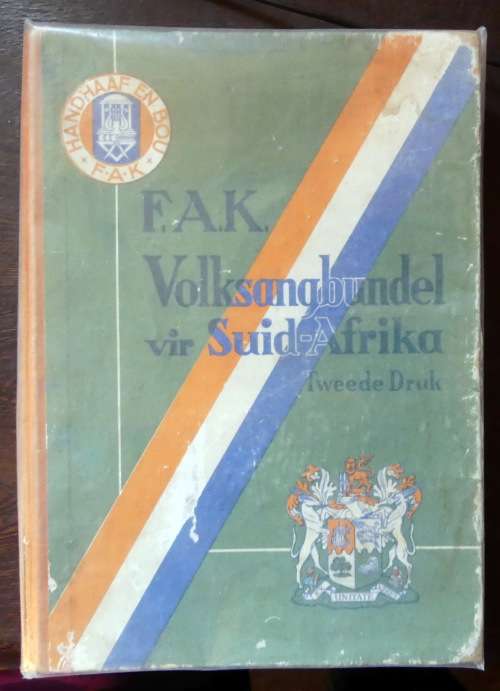 HANDHAAF EN BOU
F·A·K
F.A.K.
Volksangbundel
vir Suid-Afrika
Tweede Druk
UNITATE